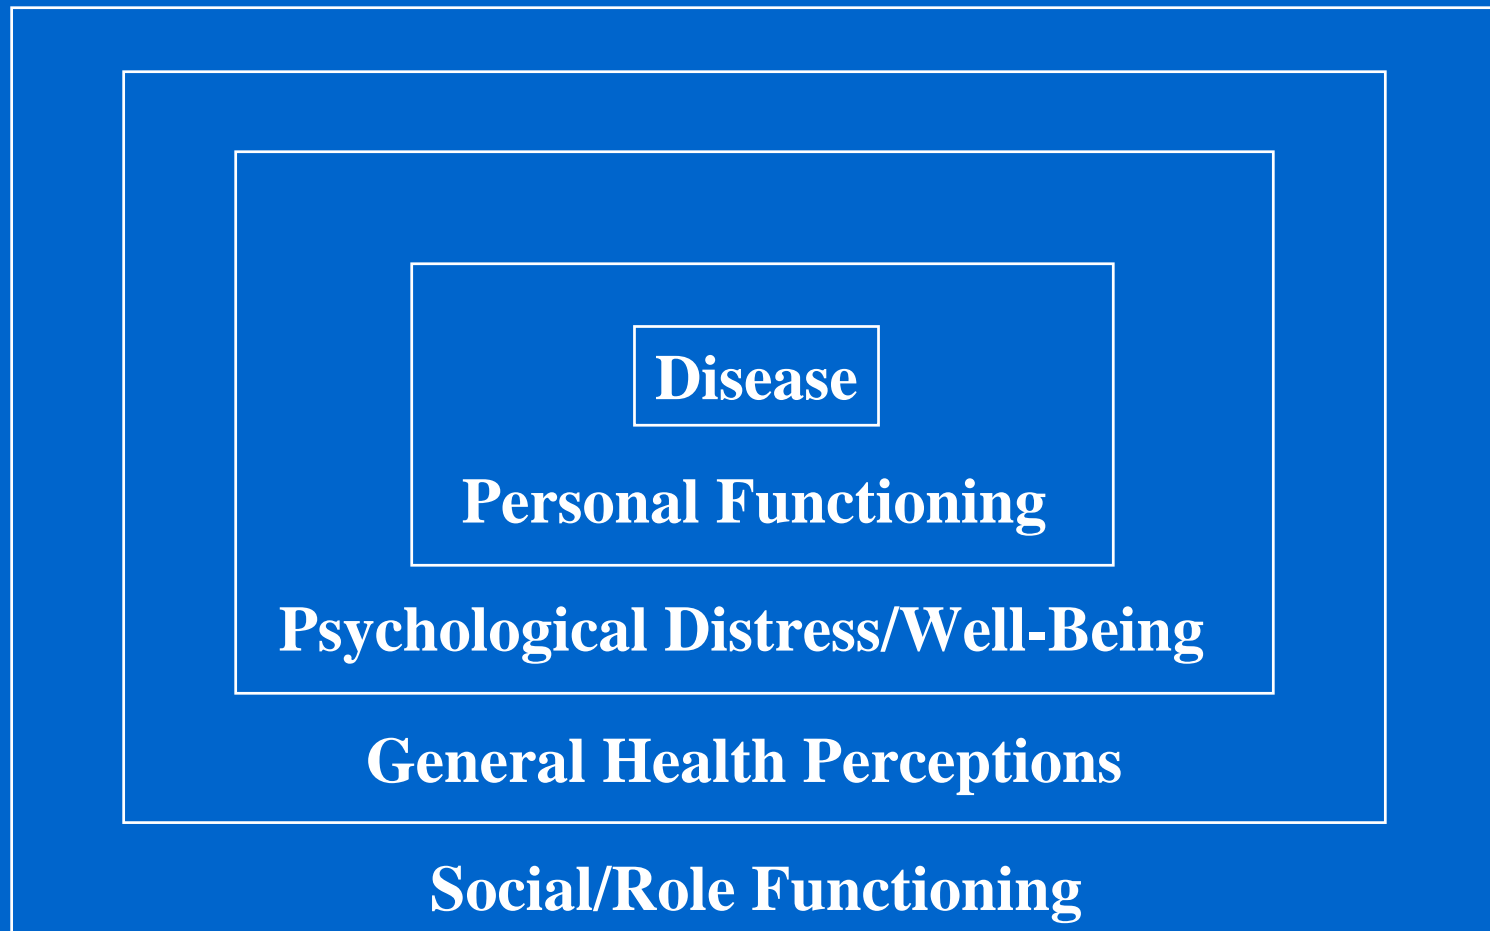 Disease
Personal Functioning
Psychological Distress/Well-Being
General Health Perceptions
Social/Role Functioning